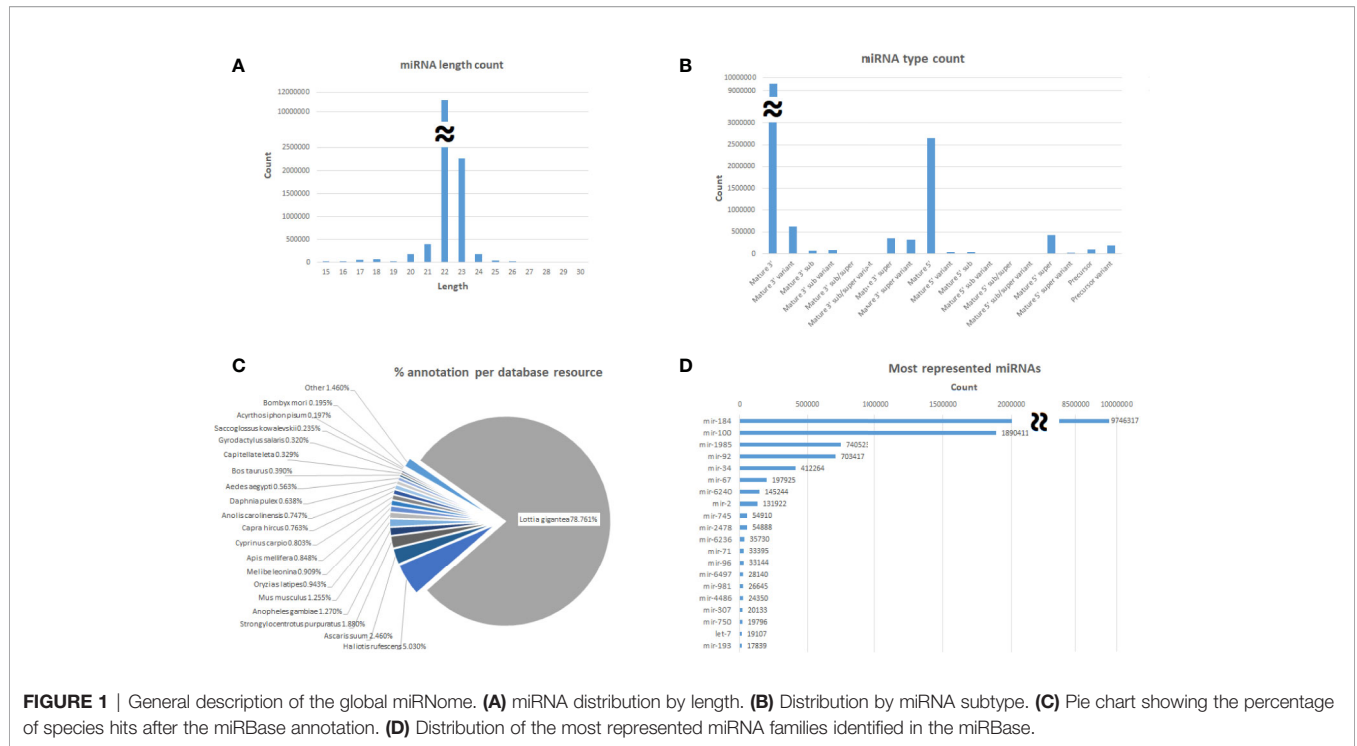 A
miRNA length count
12000000
10000000
2500000
2000000
1500000
1000000
500000
0
Count
15 16 17 18 19 20 21 22 23 24 25 26 27 28 29 30
Length
B
miRNA type count
10000000
9000000
3000000
2500000
2000000
1500000
1000000
500000
0
Count
Mature 3'
Mature 3' variant
Mature 3' sub
Mature 3' sub variant
Mature 3' sub/super
Mature 3' sub/super variant
Mature 3' super
Mature 3' super variant
Mature 5'
Mature 5' variant
Mature 5' sub
Mature 5' sub variant
Mature 5' sub/super
Mature 5' sub/super variant
Mature 5' super
Mature 5' super variant
Precursor
Precursor variant
C
% annotation per database resource
Other 1.460%
Bombyx mori 0.195%
Acyrthosiphon pisum 0.197%
Saccoglossus kowalevskii 0.235%
Gyrodactylus salaris 0.320%
Capitella teleta 0.329%
Bos taurus 0.390%
Aedes aegypti 0.563%
Daphnia pulex 0.638%
Anolis carolinensis 0.747%
Capra hircus 0.763%
Cyprinus carpio 0.803%
Apis mellifera 0.848%
Melibe leonina 0.909%
Oryzias latipes 0.943%
Mus musculus 1.255%
Anopheles gambiae 1.270%
Strongylocentrotus purpuratus 1.880%
Ascaris suum 2.460%
Haliotis rufescens 5.030%
Lottia gigantea 78.761%
D
Most represented miRNAs
Count
0 500000 1000000 1500000 2000000 8500000 10000000
mir-184 9746317
mir-100 1890411
mir-1985 74052
mir-92 703417
mir-34 412264
mir-67 197925
mir-6240 145244
mir-2 131922
mir-745 54910
mir-2478 54888
mir-6236 35730
mir-71 33395
mir-96 33144
mir-6497 28140
mir-981 26645
mir-4486 24350
mir-307 20133
mir-750 19796
let-7 19107
mir-193 17839
FIGURE 1 | General description of the global miRNome. (A) miRNA distribution by length. (B) Distribution by miRNA subtype. (C) Pie chart showing the percentage
of species hits after the miRBase annotation. (D) Distribution of the most represented miRNA families identified in the miRBase.